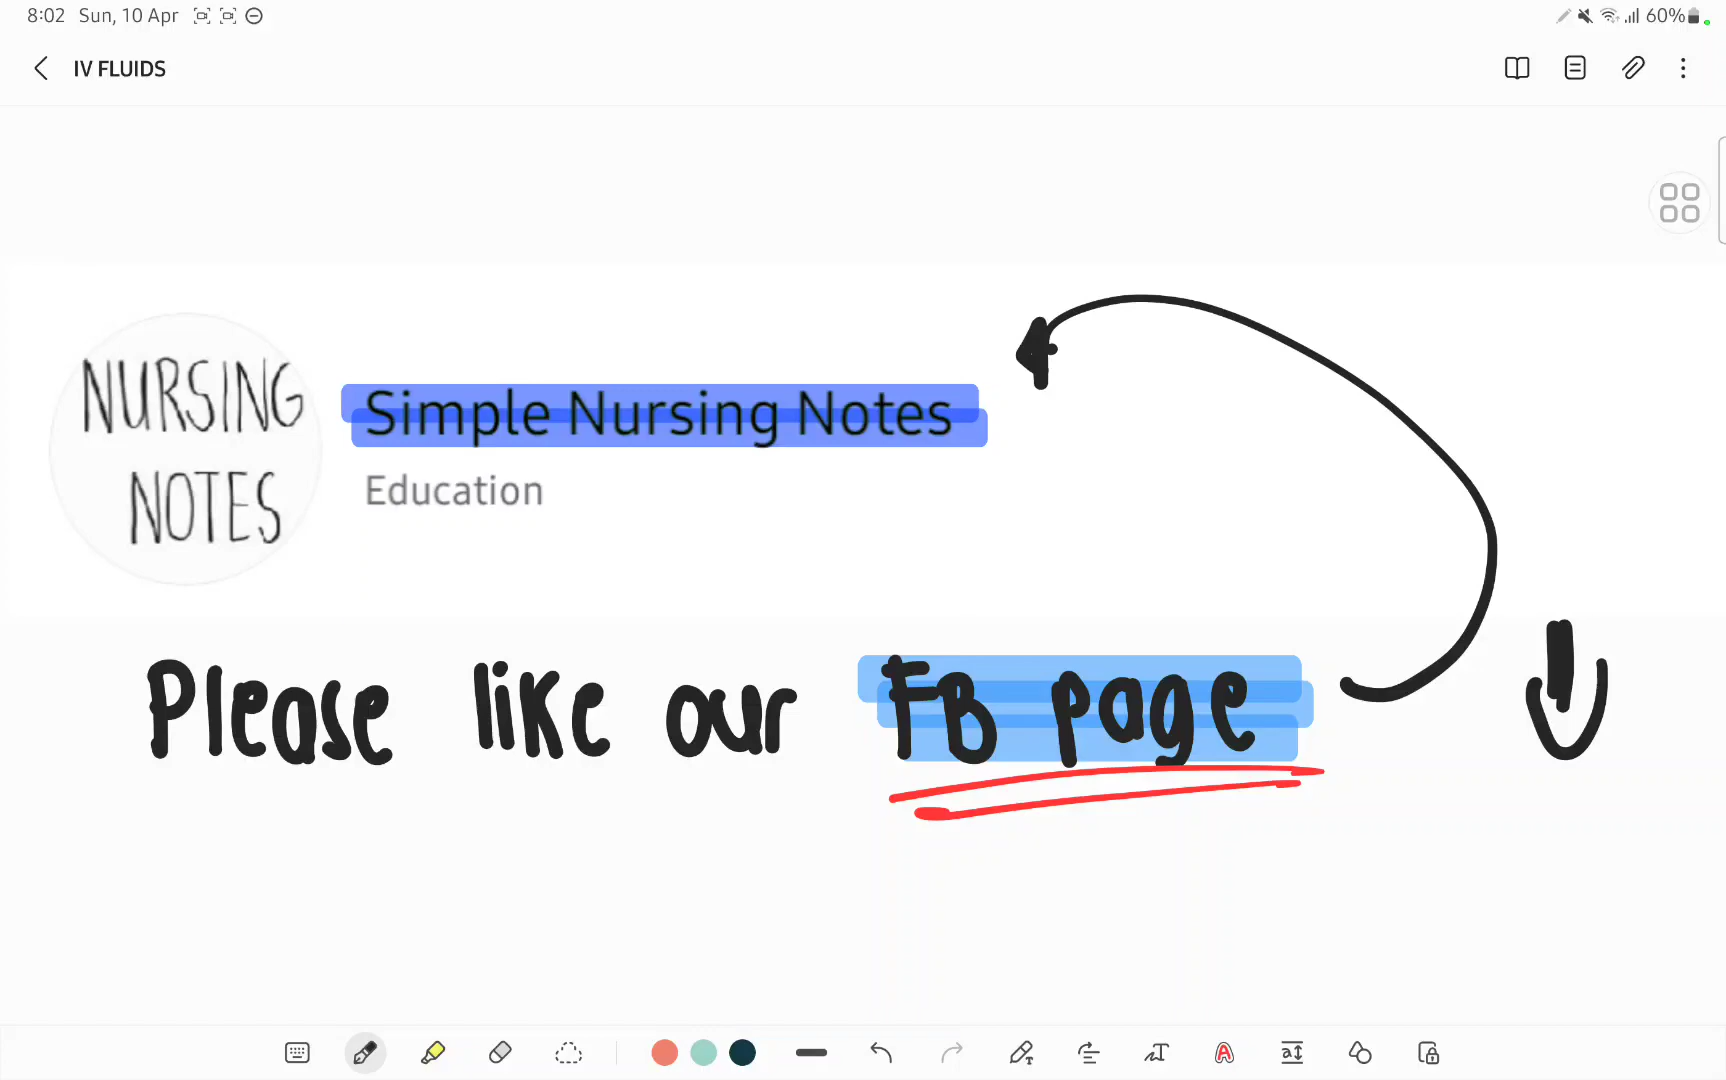 8:02 Sun, 10 Apr 60%
IV FLUIDS
NURSING
NOTES
Simple Nursing Notes
Education
Please like our FB page